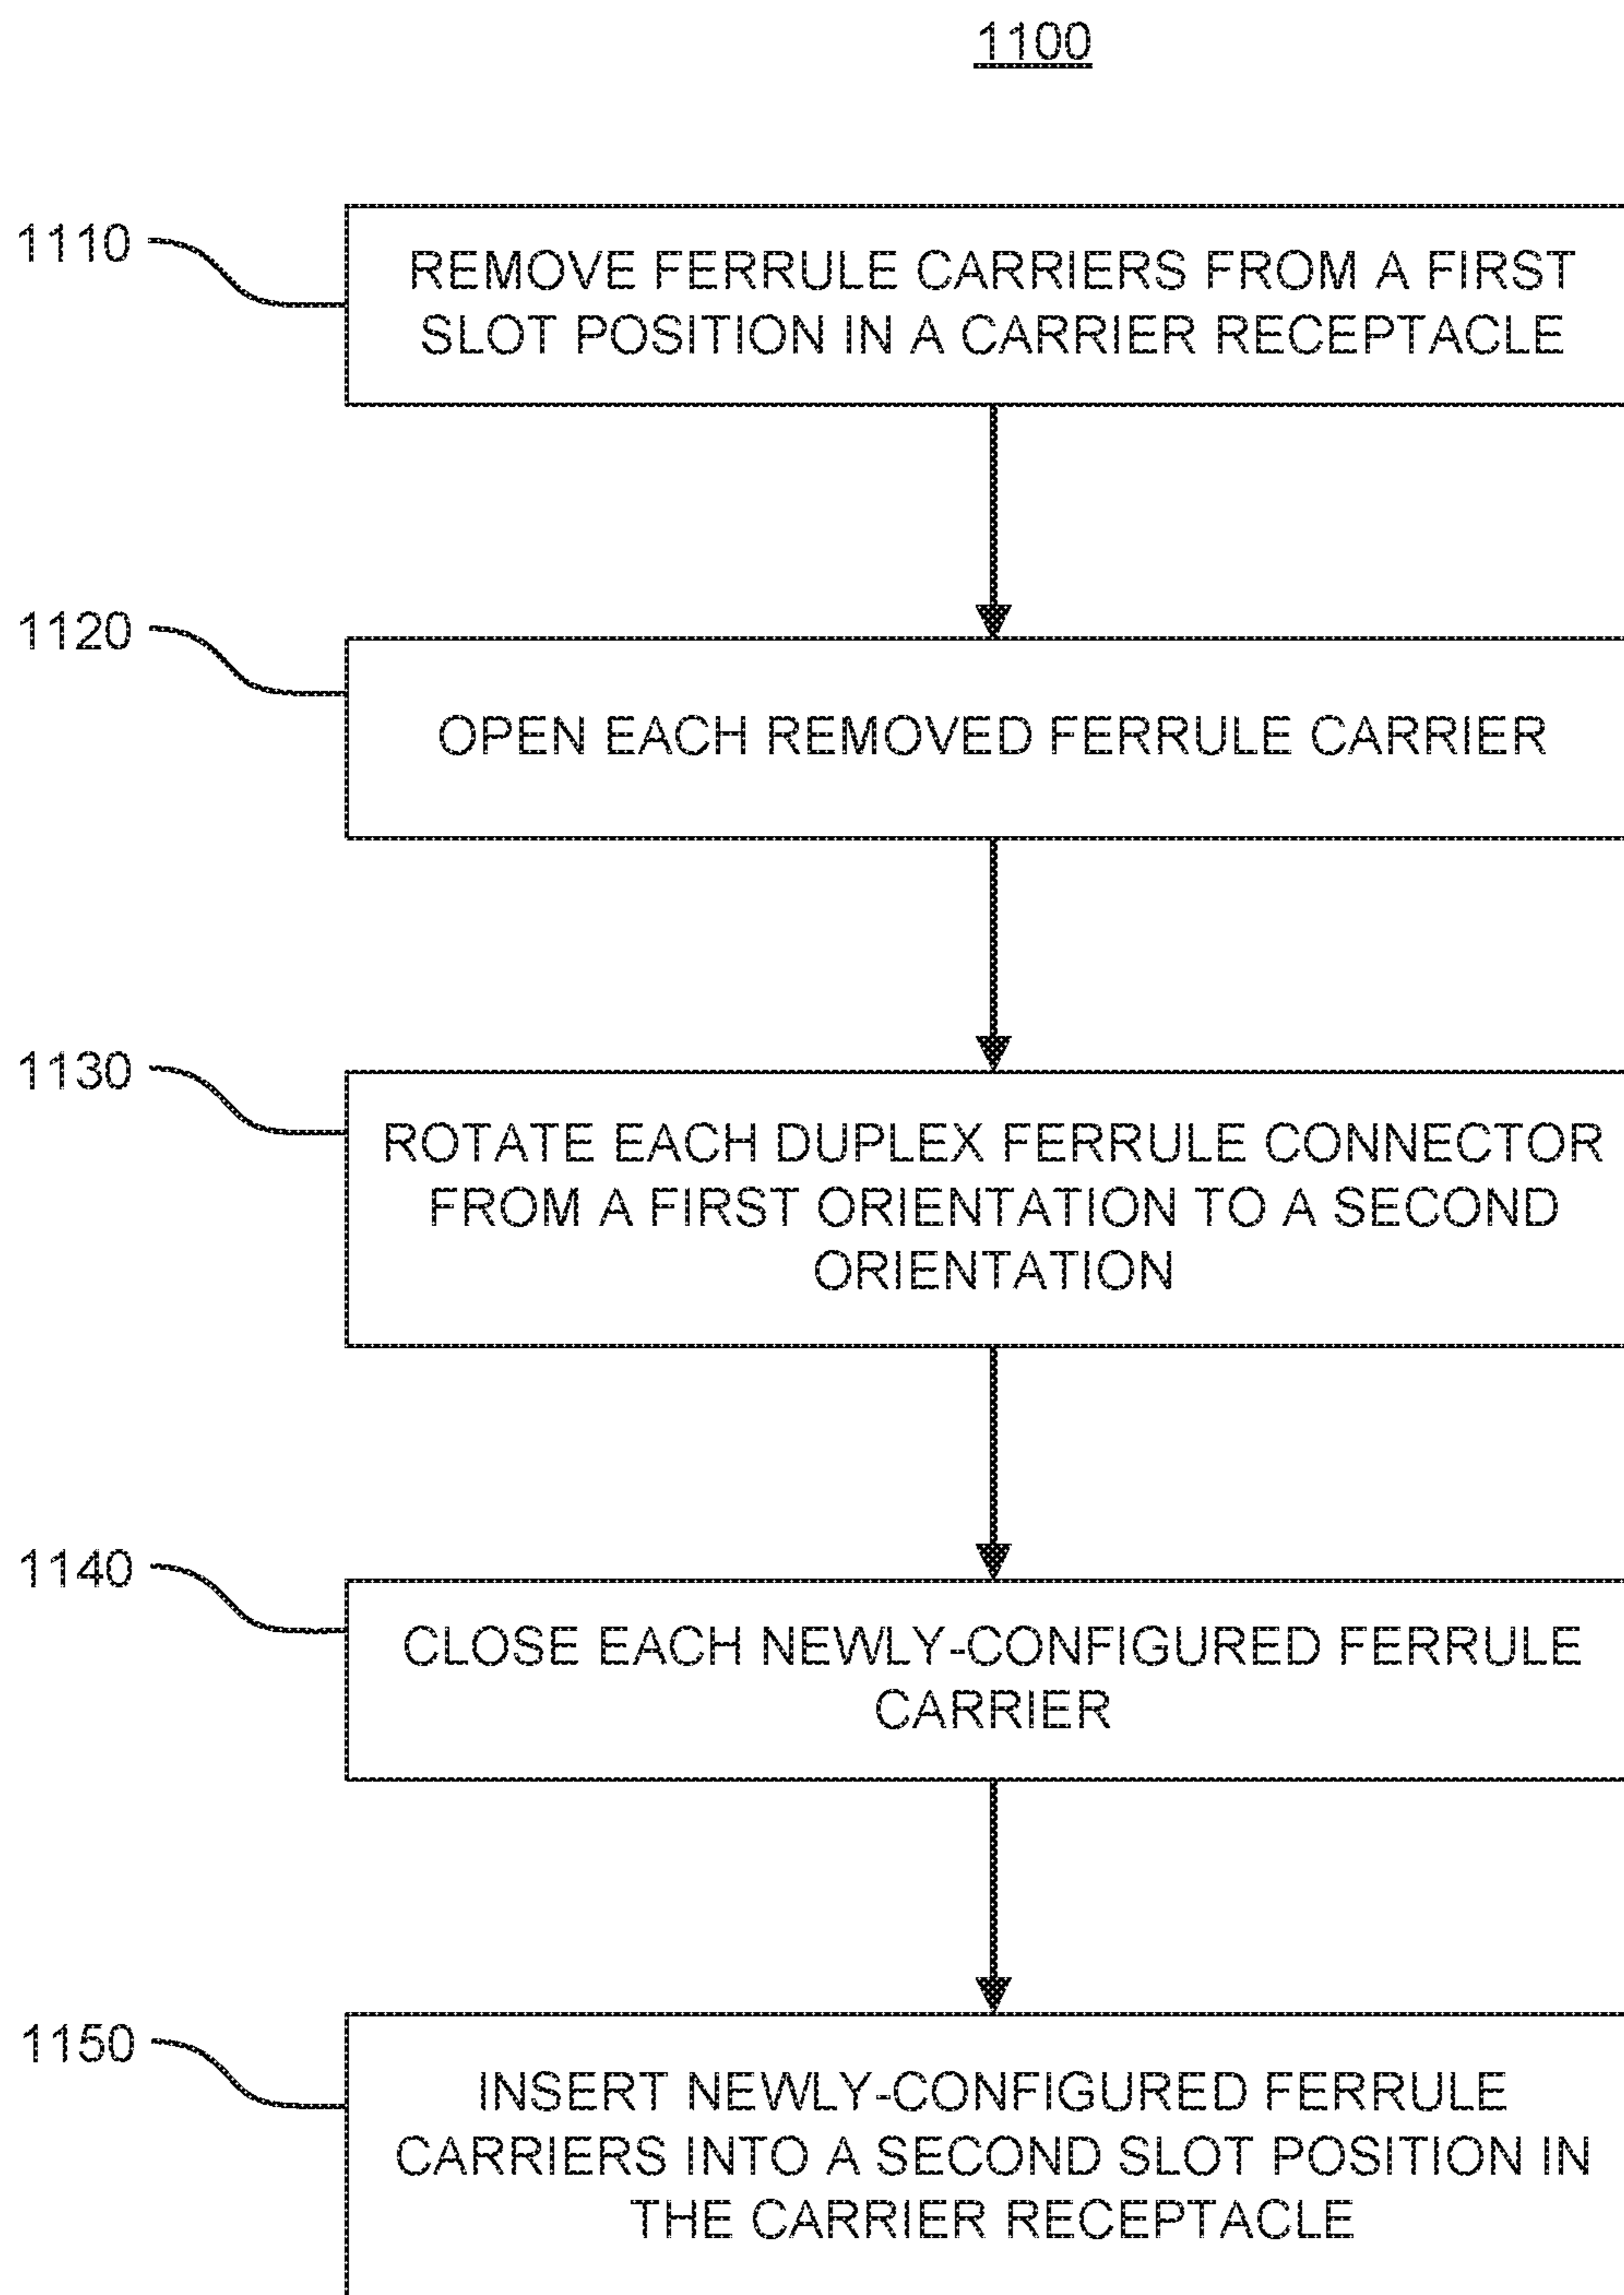 1100
1110
REMOVE FERRULE CARRIERS FROM A FIRST
SLOT POSITION IN A CARRIER RECEPTACLE
1120
OPEN EACH REMOVED FERRULE CARRIER
1130
ROTATE EACH DUPLEX FERRULE CONNECTOR
FROM A FIRST ORIENTATION TO A SECOND
ORIENTATION
1140
CLOSE EACH NEWLY-CONFIGURED FERRULE
CARRIER
1150
INSERT NEWLY-CONFIGURED FERRULE
CARRIERS INTO A SECOND SLOT POSITION IN
THE CARRIER RECEPTACLE